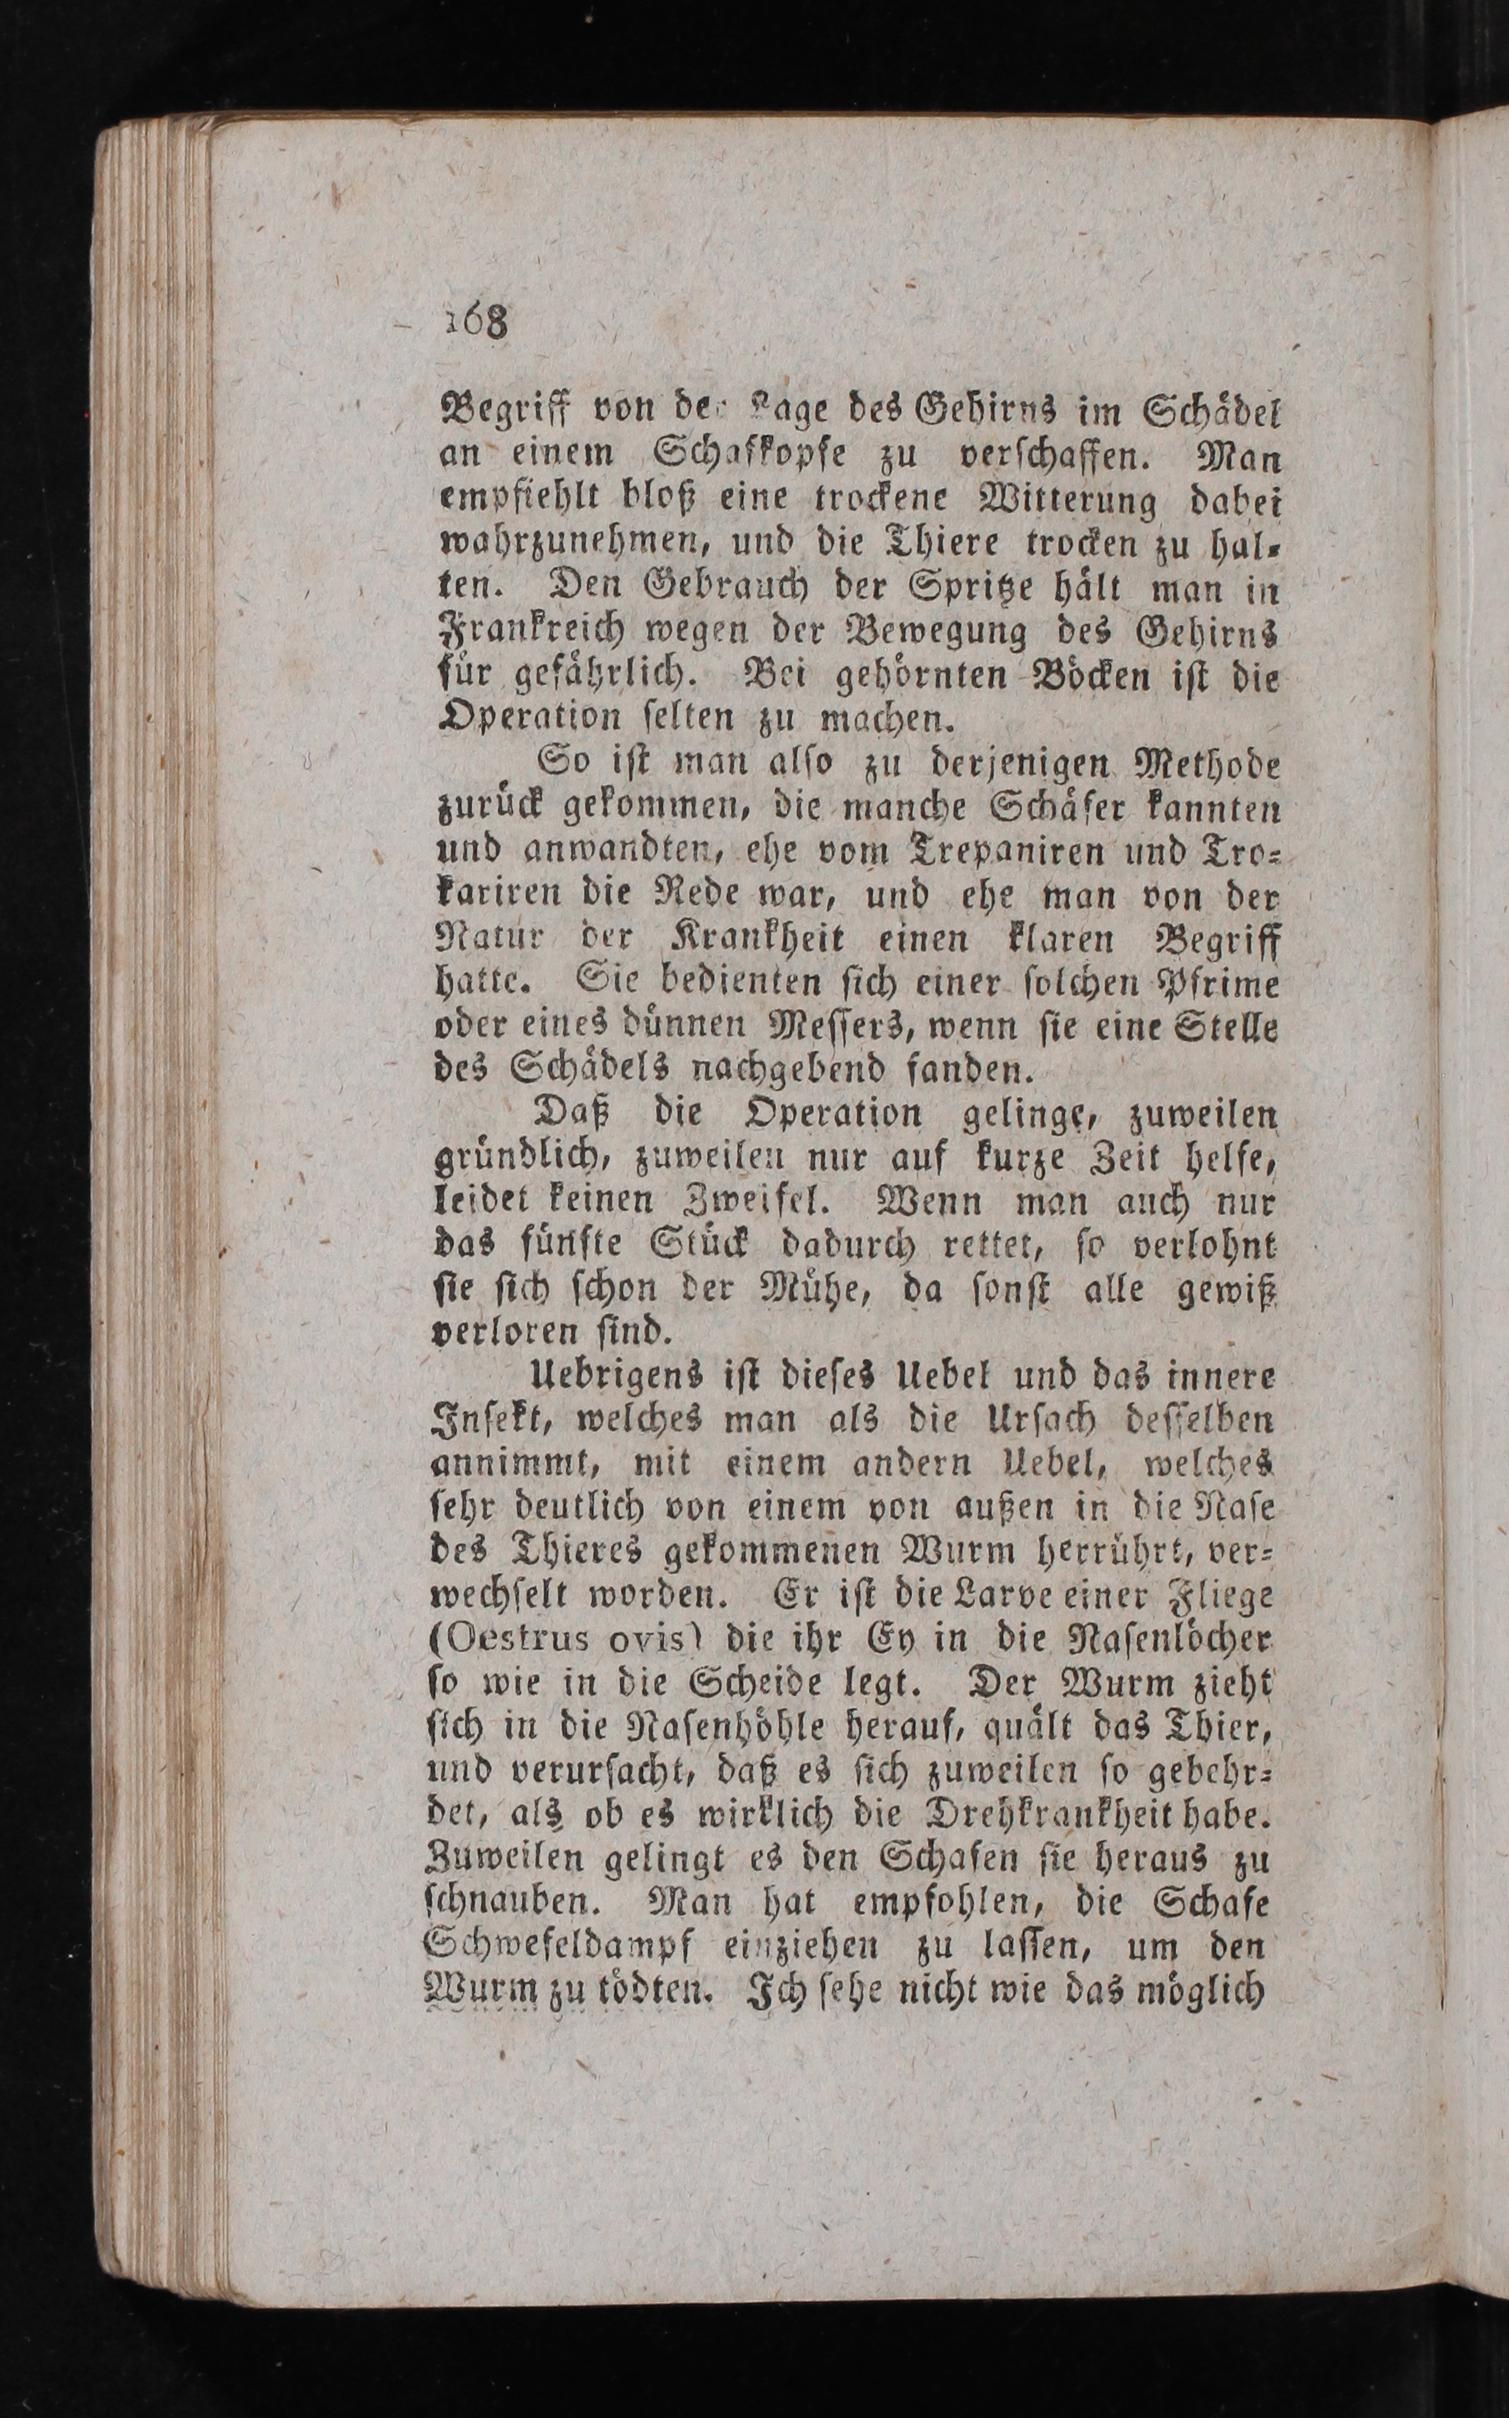 168
Begriff von der Lage des Gehirns im Schädel
an einem Schafkopfe zu verſchaffen. Man
empfiehlt bloß eine trockene Witterung dabei
wahrzunehmen, und die Thiere trocken zu hal⸗
ten. Den Gebrauch der Spritze hält man in
Frankreich wegen der Bewegung des Gehirns
für gefährlich. Bei gehörnten Böcken iſt die
Operation ſelten zu machen.
So iſt man alſo zu derjenigen Methode
zurück gekommen, die manche Schäfer kannten
und anwandten, ehe vom Trepaniren und Tro⸗
kariren die Rede war, und ehe man von der
Natur der Krankheit einen klaren Begriff
hatte. Sie bedienten ſich einer ſolchen Pfrime
oder eines dünnen Meſſers, wenn ſie eine Stelle
des Schädels nachgebend fanden.
Daß die Operation gelinge, zuweilen
gründlich, zuweilen nur auf kurze Zeit helfe,
leidet keinen Zweifel. Wenn man auch nur
das fünfte Stück dadurch rettet, ſo verlohnt
ſie ſich ſchon der Mühe, da ſonſt alle gewiß
verloren ſind.
Uebrigens iſt dieſes Uebel und das innere
Inſekt, welches man als die Urſach deſſelben
annimmt, mit einem andern Uebel, welches
ſehr deutlich von einem von außen in die Naſe
des Thieres gekommenen Wurm herrührt, ver⸗
wechſelt worden. Er iſt die Larve einer Fliege
(Oestrus ovis) die ihr Ey in die Naſenlöcher
ſo wie in die Scheide legt. Der Wurm zieht
ſich in die Naſenhöhle herauf, quält das Thier,
und verurſacht, daß es ſich zuweilen ſo gebehr⸗
det, als ob es wirklich die Drehkrankheit habe.
Zuweilen gelingt es den Schafen ſie heraus zu
ſchnauben. Man hat empfohlen, die Schafe
Schwefeldampf einziehen zu laſſen, um den
Wurm zu tödten. Ich ſehe nicht wie das möglich